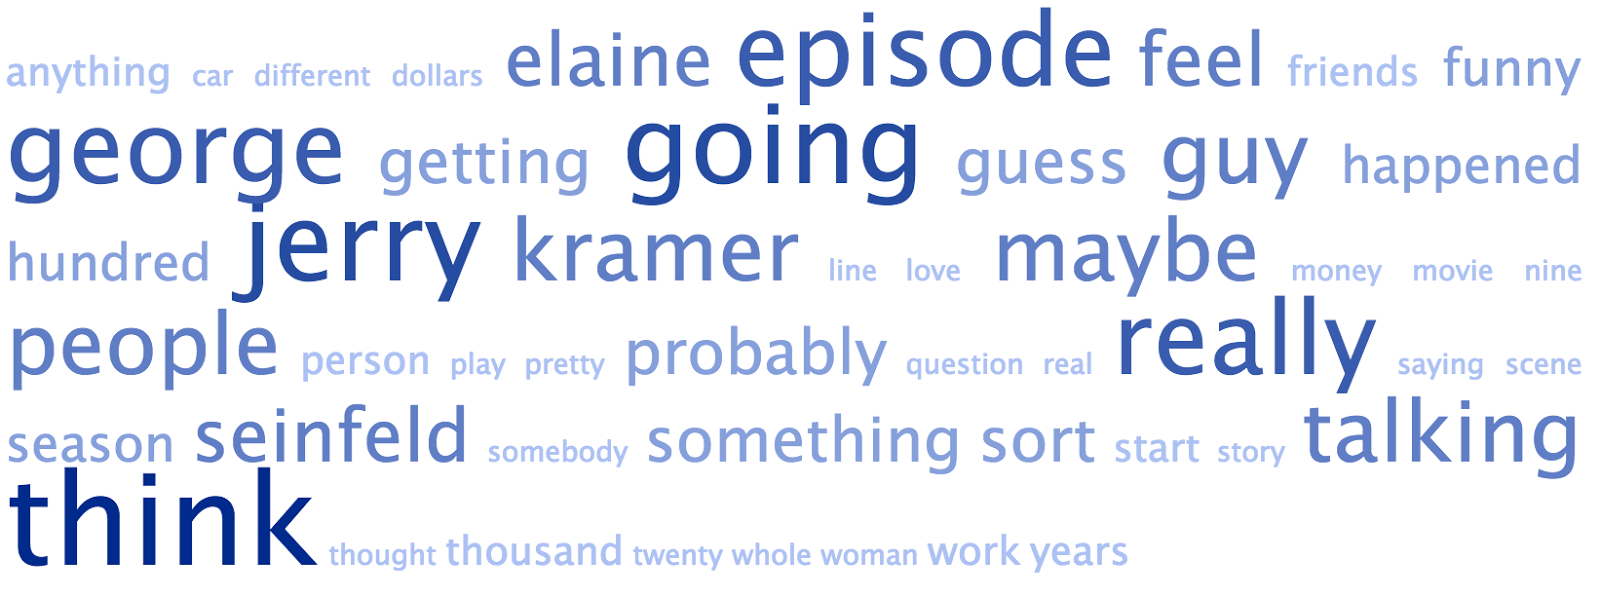 anything car different dollars elaine episode feel friends funny
george getting going guess guy happened
hundred jerry kramer line love maybe money movie nine
people person play pretty probably question real really saying scene
season seinfeld somebody something sort start story talking
think thought thousand twenty whole woman work years